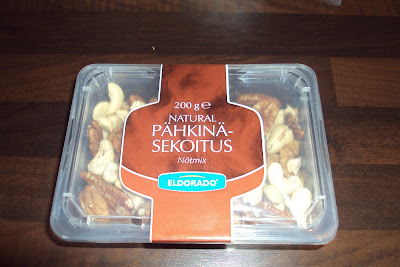 200 g ℮
NATURAL
PÄHKINÄ-
SEKOITUS
Nötmix
ELDORADO